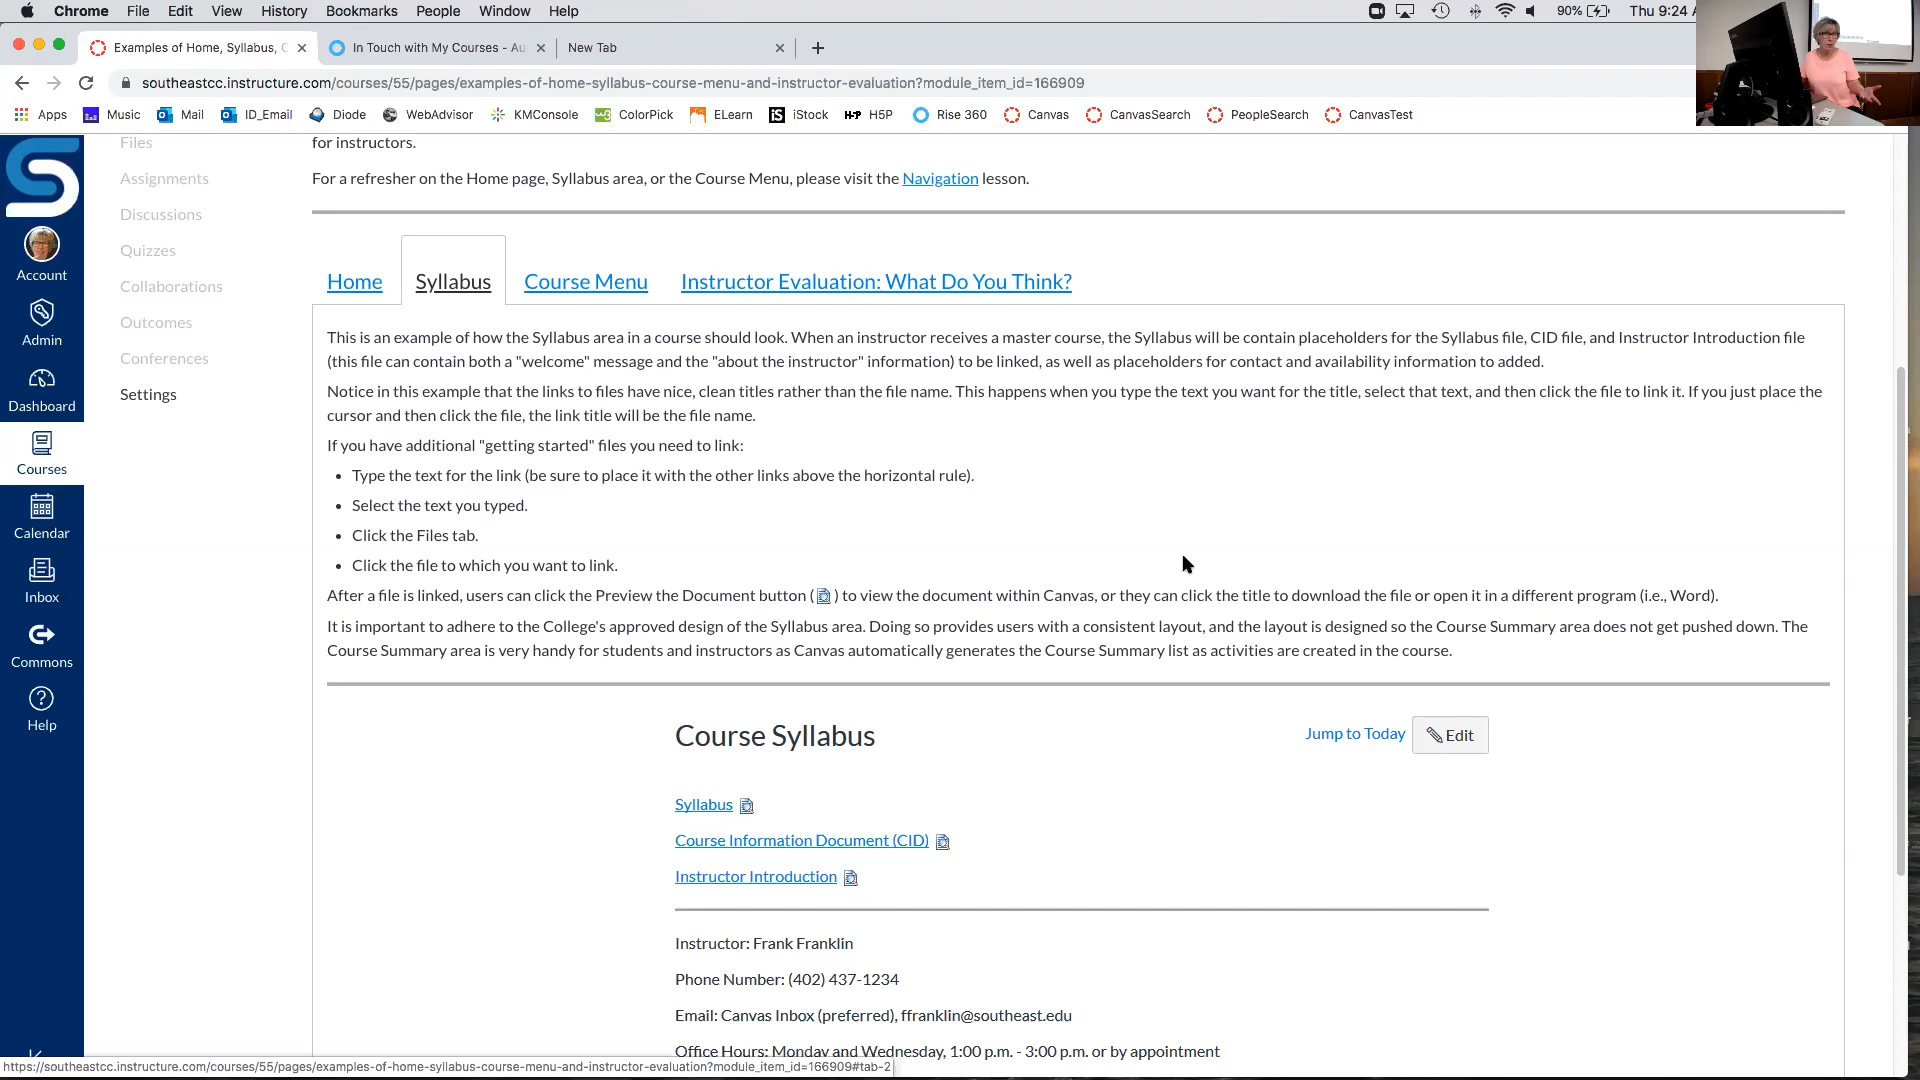 Chrome File Edit View History Bookmarks People Window Help 90% Thu 9:24
Examples of Home, Syllabus, C In Touch with My Courses - Au New Tab
southeastcc.instructure.com/courses/55/pages/examples-of-home-syllabus-course-menu-and-instructor-evaluation?module_item_id=166909
Apps Music Mail ID_Email Diode WebAdvisor KMConsole ColorPick ELearn iStock H5P Rise 360 Canvas CanvasSearch PeopleSearch CanvasTest
Account
Admin
Dashboard
Courses
Calendar
Inbox
Commons
Help
Files
Assignments
Discussions
Quizzes
Collaborations
Outcomes
Conferences
Settings
for instructors.
For a refresher on the Home page, Syllabus area, or the Course Menu, please visit the Navigation lesson.
Home Syllabus Course Menu Instructor Evaluation: What Do You Think?
This is an example of how the Syllabus area in a course should look. When an instructor receives a master course, the Syllabus will be contain placeholders for the Syllabus file, CID file, and Instructor Introduction file
(this file can contain both a "welcome" message and the "about the instructor" information) to be linked, as well as placeholders for contact and availability information to added.
Notice in this example that the links to files have nice, clean titles rather than the file name. This happens when you type the text you want for the title, select that text, and then click the file to link it. If you just place the
cursor and then click the file, the link title will be the file name.
If you have additional "getting started" files you need to link:
• Type the text for the link (be sure to place it with the other links above the horizontal rule).
• Select the text you typed.
• Click the Files tab.
• Click the file to which you want to link.
After a file is linked, users can click the Preview the Document button ( ) to view the document within Canvas, or they can click the title to download the file or open it in a different program (i.e., Word).
It is important to adhere to the College's approved design of the Syllabus area. Doing so provides users with a consistent layout, and the layout is designed so the Course Summary area does not get pushed down. The
Course Summary area is very handy for students and instructors as Canvas automatically generates the Course Summary list as activities are created in the course.
Course Syllabus Jump to Today Edit
Syllabus
Course Information Document (CID)
Instructor Introduction
Instructor: Frank Franklin
Phone Number: (402) 437-1234
Email: Canvas Inbox (preferred), ffranklin@southeast.edu
Office Hours: Monday and Wednesday, 1:00 p.m. - 3:00 p.m. or by appointment
https://southeastcc.instructure.com/courses/55/pages/examples-of-home-syllabus-course-menu-and-instructor-evaluation?module_item_id=166909#tab-2